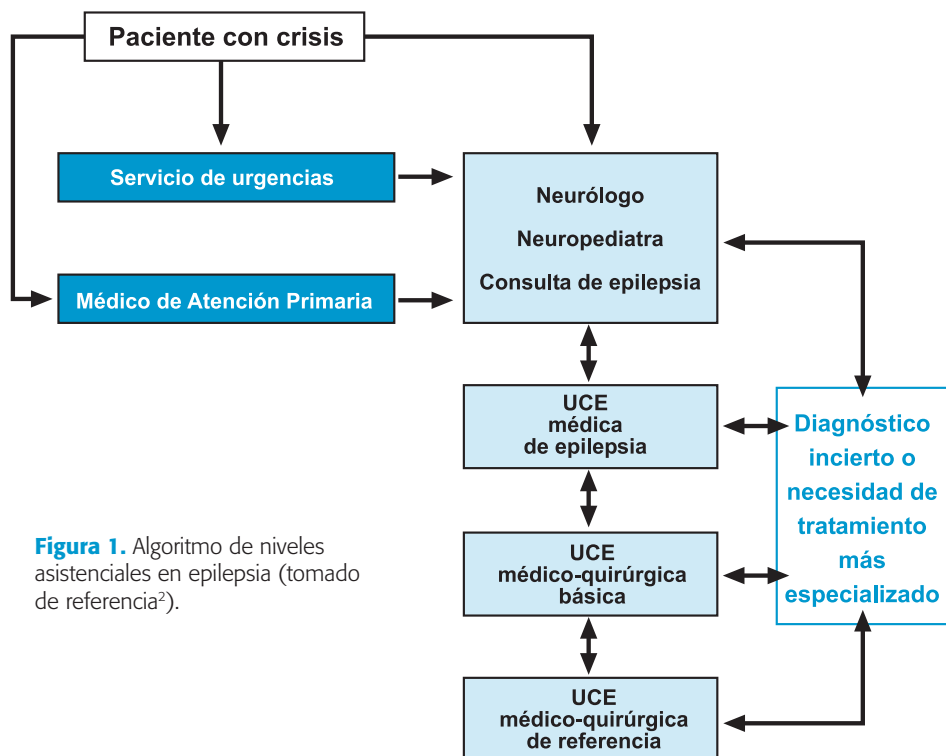 Paciente con crisis
Servicio de urgencias
Médico de Atención Primaria
Neurólogo
Neuropediatra
Consulta de epilepsia
UCE
médica
de epilepsia
UCE
médico-quirúrgica
básica
UCE
médico-quirúrgica
de referencia
Diagnóstico
incierto o
necesidad de
tratamiento
más
especializado
Figura 1. Algoritmo de niveles
asistenciales en epilepsia (tomado
de referencia²).